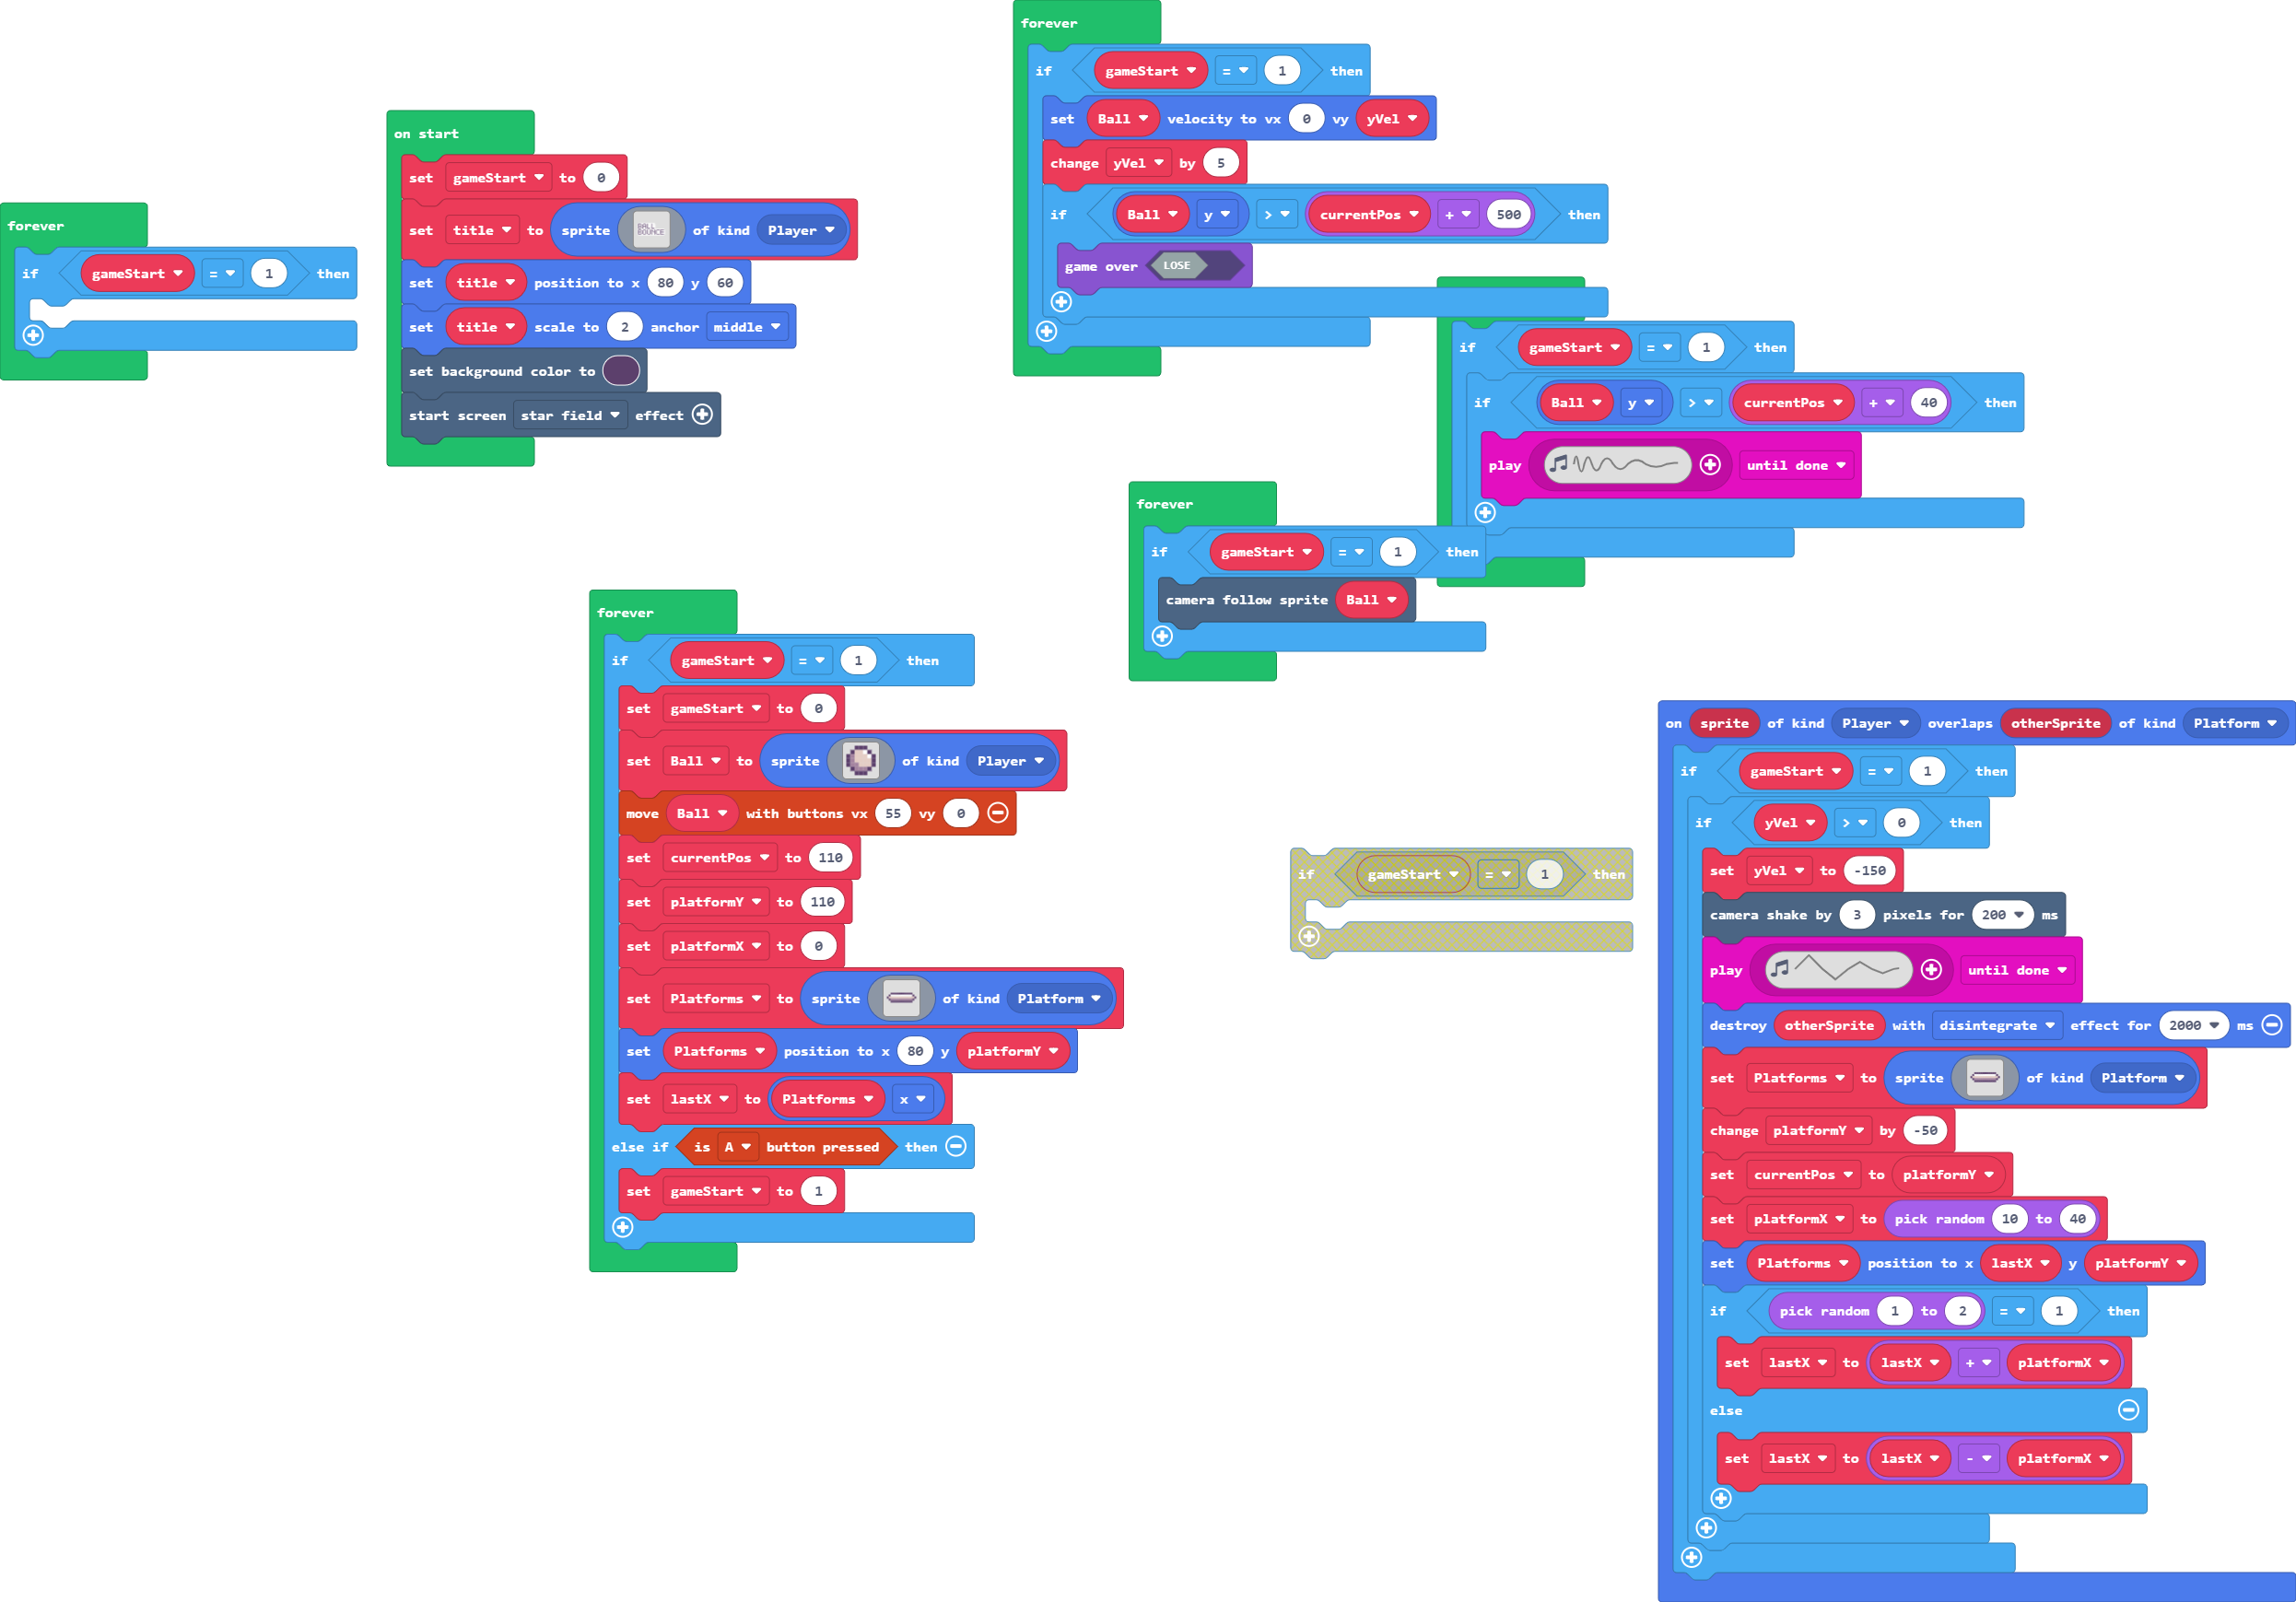 forever
if gameStart = 1 then
on start
set gameStart to 0
set title to sprite BALL BOUNCE of kind Player
set title position to x 80 y 60
set title scale to 2 anchor middle
set background color to
start screen star field effect
forever
if gameStart = 1 then
set Ball velocity to vx 0 vy yVel
change yVel by 5
if Ball y > currentPos + 500 then
game over LOSE
if gameStart = 1 then
if Ball y > currentPos + 40 then
play until done
forever
if gameStart = 1 then
camera follow sprite Ball
forever
if gameStart = 1 then
set gameStart to 0
set Ball to sprite of kind Player
move Ball with buttons vx 55 vy 0
set currentPos to 110
set platformY to 110
set platformX to 0
set Platforms to sprite of kind Platform
set Platforms position to x 80 y platformY
set lastX to Platforms x
else if is A button pressed then
set gameStart to 1
if gameStart = 1 then
on sprite of kind Player overlaps otherSprite of kind Platform
if gameStart = 1 then
if yVel > 0 then
set yVel to -150
camera shake by 3 pixels for 200 ms
play until done
destroy otherSprite with disintegrate effect for 2000 ms
set Platforms to sprite of kind Platform
change platformY by -50
set currentPos to platformY
set platformX to pick random 10 to 40
set Platforms position to x lastX y platformY
if pick random 1 to 2 = 1 then
set lastX to lastX + platformX
else
set lastX to lastX - platformX